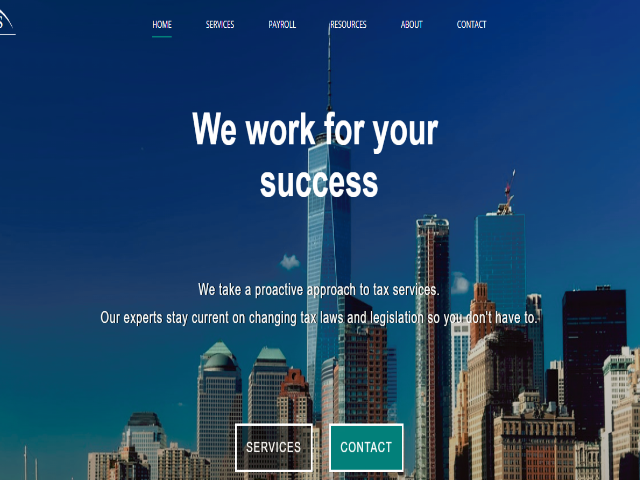 HOME SERVICES PAYROLL RESOURCES ABOUT CONTACT
We work for your
success
We take a proactive approach to tax services.
Our experts stay current on changing tax laws and legislation so you don't have to.
SERVICES CONTACT